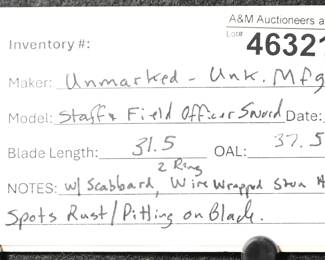 A&M Auctioneers a
Inventory #:
Lot# 46321
Maker: Unmarked - Unk. Mfg
Model: Staff & Field Officer Sword Date:
Blade Length: 31.5 OAL: 37.5
2 Ring
NOTES: w/ Scabbard, Wire Wrapped H
Spots Rust/Pitting on Blade.